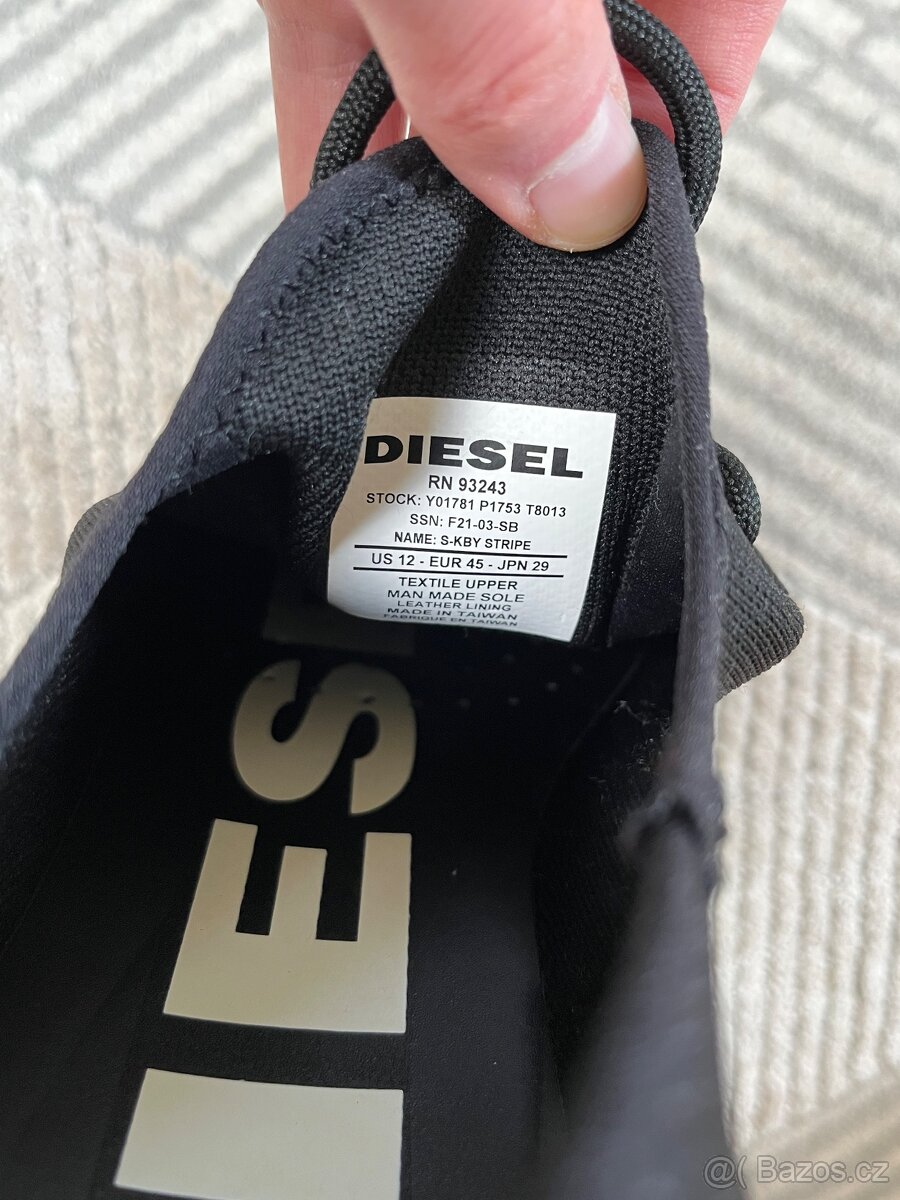 DIESEL
RN 93243
STOCK: Y01781 P1753 T8013
SSN: F21-03-SB
NAME: S-KBY STRIPE
US 12 - EUR 45 - JPN 29
TEXTILE UPPER
MAN MADE SOLE
LEATHER LINING
MADE IN TAIWAN
FABRIQUE EN TAIWAN
IESE
@( Bazos.cz